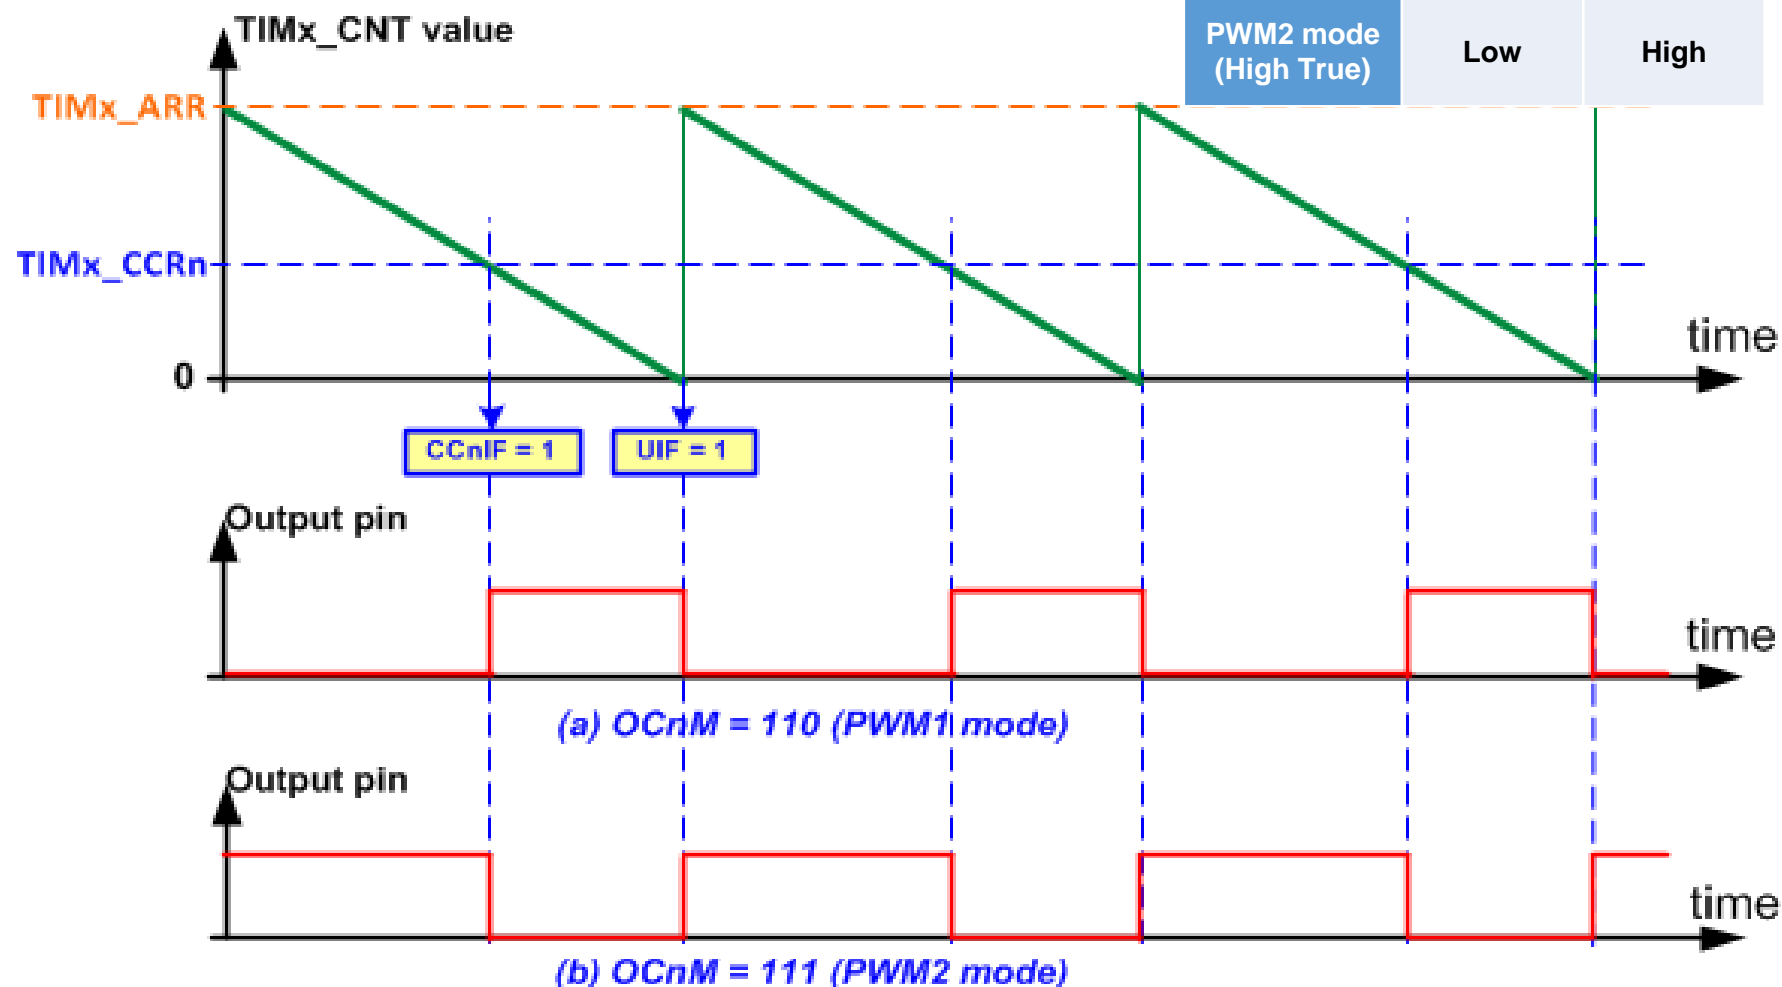 TIMx_CNT value
PWM2 mode
(High True)
Low
High
TIMx_ARR
TIMx_CCRn
0
time
CCnIF = 1
UIF = 1
Output pin
time
(a) OCnM = 110 (PWM1 mode)
Output pin
time
(b) OCnM = 111 (PWM2 mode)